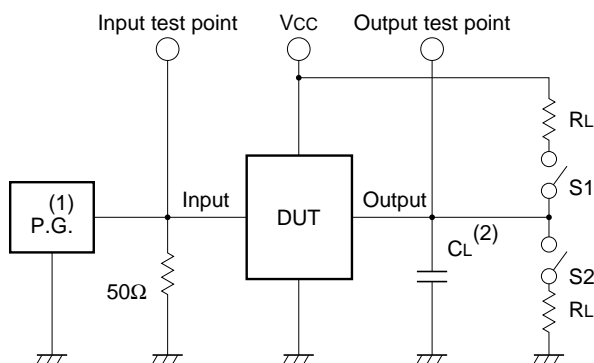 Input test point
VCC
Output test point
RL
S1
(1)
P.G.
Input
DUT
Output
CL(2)
50Ω
S2
RL